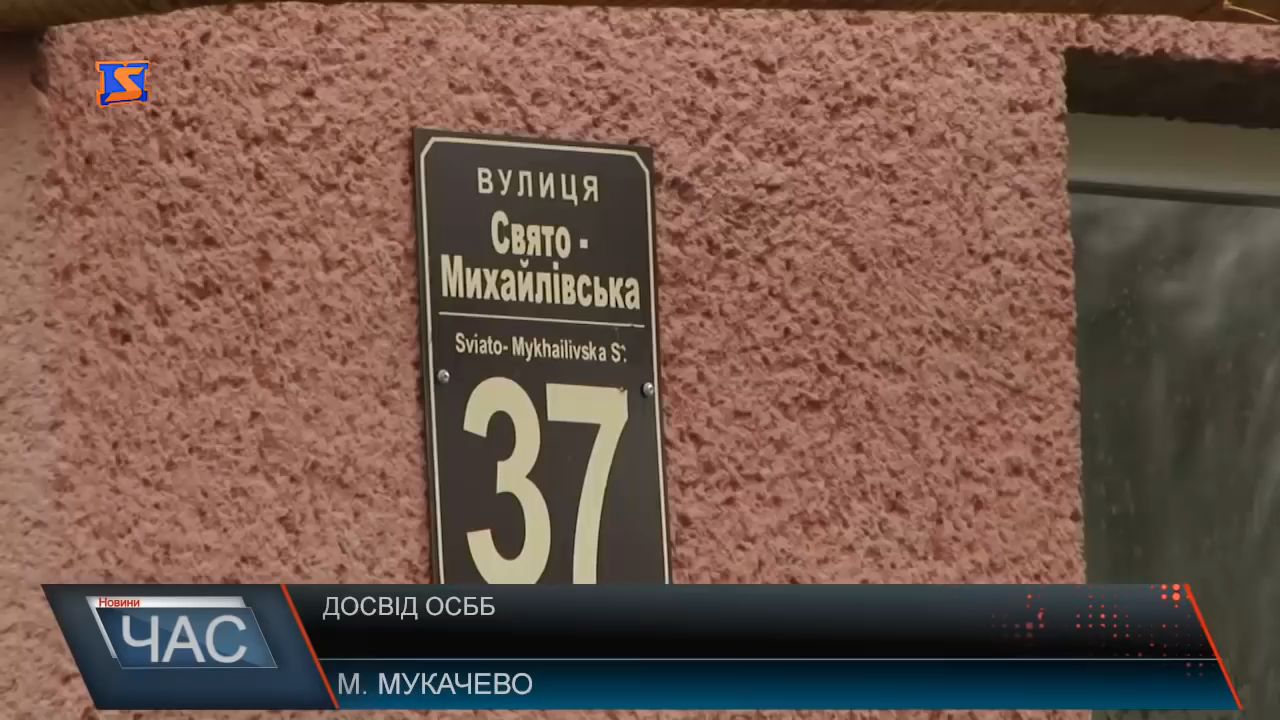 ВУЛИЦЯ
Свято -
Михайлівська
Sviato- Mykhailivska St.
37
Новини
ЧАС
ДОСВІД ОСББ
М. МУКАЧЕВО